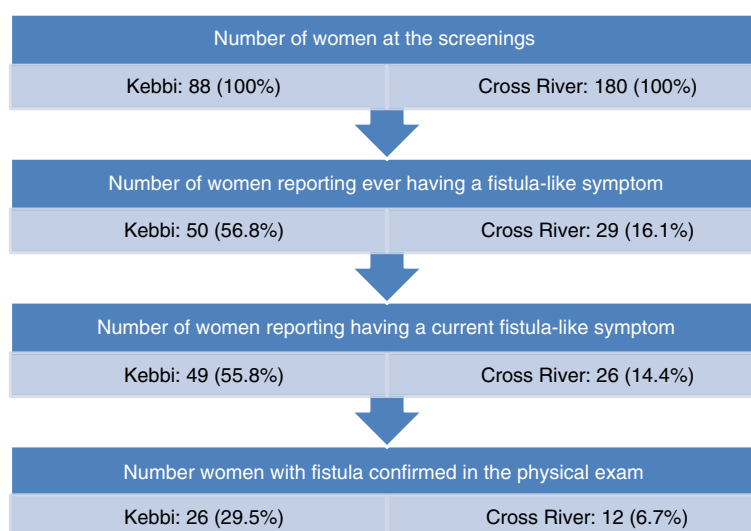 Number of women at the screenings
Kebbi: 88 (100%) Cross River: 180 (100%)
Number of women reporting ever having a fistula-like symptom
Kebbi: 50 (56.8%) Cross River: 29 (16.1%)
Number of women reporting having a current fistula-like symptom
Kebbi: 49 (55.8%) Cross River: 26 (14.4%)
Number women with fistula confirmed in the physical exam
Kebbi: 26 (29.5%) Cross River: 12 (6.7%)